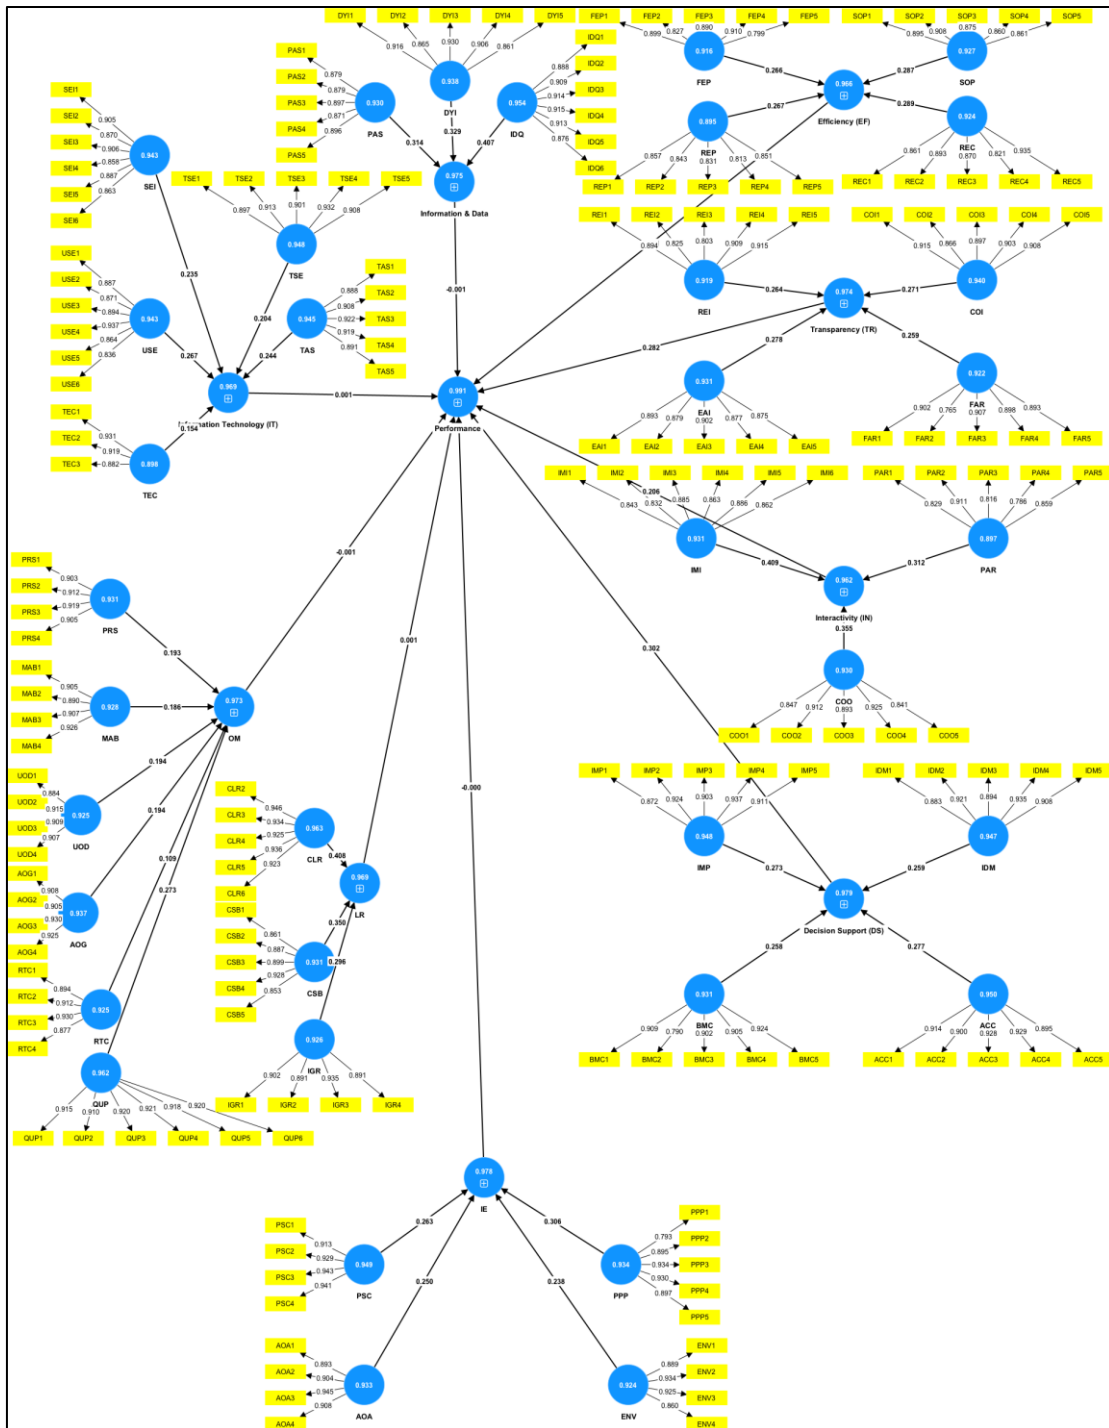 DYI1 DYI2 DYI3 DYI4 DYI5
0.916 0.865 0.930 0.906 0.861
0.938
DYI
0.329
PAS1
PAS2
PAS3
PAS4
PAS5
0.879
0.879
0.897
0.871
0.896
0.930
PAS
0.314
IDQ1
IDQ2
IDQ3
IDQ4
IDQ5
IDQ6
0.888
0.909
0.914
0.915
0.913
0.876
0.954
IDQ
0.407
0.975
Information & Data
-0.001
SEI1
SEI2
SEI3
SEI4
SEI5
SEI6
0.905
0.870
0.906
0.858
0.887
0.863
0.943
SEI
0.235
TSE1 TSE2 TSE3 TSE4 TSE5
0.897 0.913 0.901 0.932 0.908
0.948
TSE
0.204
USE1
USE2
USE3
USE4
USE5
USE6
0.887
0.871
0.894
0.937
0.864
0.836
0.943
USE
0.267
TAS1
TAS2
TAS3
TAS4
TAS5
0.888
0.908
0.922
0.919
0.891
0.945
TAS
0.244
TEC1
TEC2
TEC3
0.931
0.919
0.882
0.898
TEC
0.154
0.969
Information Technology (IT)
0.001
FEP1 FEP2 FEP3 FEP4 FEP5
0.899 0.827 0.890 0.910 0.799
0.916
FEP
0.266
SOP1 SOP2 SOP3 SOP4 SOP5
0.895 0.908 0.875 0.860 0.861
0.927
SOP
0.287
0.966
Efficiency (EF)
0.267
0.289
0.895
REP
0.857 0.843 0.831 0.813 0.851
REP1 REP2 REP3 REP4 REP5
0.924
REC
0.861 0.893 0.870 0.821 0.935
REC1 REC2 REC3 REC4 REC5
REI1 REI2 REI3 REI4 REI5
0.894 0.825 0.803 0.909 0.915
0.919
REI
0.264
COI1 COI2 COI3 COI4 COI5
0.915 0.866 0.897 0.903 0.908
0.940
COI
0.271
0.974
Transparency (TR)
0.282
0.278
0.259
0.931
EAI
0.893 0.879 0.902 0.877 0.875
EAI1 EAI2 EAI3 EAI4 EAI5
0.922
FAR
0.902 0.765 0.907 0.898 0.893
FAR1 FAR2 FAR3 FAR4 FAR5
0.991
Performance
IMI1 IMI2 IMI3 IMI4 IMI5 IMI6
0.843 0.832 0.885 0.863 0.886 0.862
0.206
0.931
IMI
0.409
PAR1 PAR2 PAR3 PAR4 PAR5
0.829 0.911 0.816 0.786 0.859
0.897
PAR
0.312
0.962
Interactivity (IN)
0.355
0.930
COO
0.847 0.912 0.893 0.925 0.841
COO1 COO2 COO3 COO4 COO5
0.302
PRS1
PRS2
PRS3
PRS4
0.903
0.912
0.919
0.905
0.931
PRS
0.193
MAB1
MAB2
MAB3
MAB4
0.905
0.890
0.907
0.926
0.928
MAB
0.186
0.973
OM
-0.001
UOD1
UOD2
UOD3
UOD4
0.884
0.915
0.909
0.907
0.925
UOD
0.194
AOG1
AOG2
AOG3
AOG4
0.908
0.905
0.930
0.925
0.937
AOG
0.194
RTC1
RTC2
RTC3
RTC4
0.894
0.912
0.930
0.877
0.925
RTC
0.109
0.962
QUP
0.273
0.915 0.910 0.920 0.921 0.918 0.920
QUP1 QUP2 QUP3 QUP4 QUP5 QUP6
CLR2
CLR3
CLR4
CLR5
CLR6
0.946
0.934
0.925
0.936
0.923
0.963
CLR
0.408
0.969
LR
0.001
CSB1
CSB2
CSB3
CSB4
CSB5
0.861
0.887
0.899
0.928
0.853
0.931
CSB
0.350
0.296
0.926
IGR
0.902 0.891 0.935 0.891
IGR1 IGR2 IGR3 IGR4
-0.000
IMP1 IMP2 IMP3 IMP4 IMP5
0.872 0.924 0.903 0.937 0.911
0.948
IMP
0.273
IDM1 IDM2 IDM3 IDM4 IDM5
0.883 0.921 0.894 0.935 0.908
0.947
IDM
0.259
0.979
Decision Support (DS)
0.258
0.277
0.931
BMC
0.909 0.790 0.902 0.905 0.924
BMC1 BMC2 BMC3 BMC4 BMC5
0.950
ACC
0.914 0.900 0.928 0.929 0.895
ACC1 ACC2 ACC3 ACC4 ACC5
0.978
IE
PSC1
PSC2
PSC3
PSC4
0.913
0.929
0.943
0.941
0.949
PSC
0.263
PPP1
PPP2
PPP3
PPP4
PPP5
0.793
0.895
0.934
0.930
0.897
0.934
PPP
0.306
AOA1
AOA2
AOA3
AOA4
0.893
0.904
0.945
0.908
0.933
AOA
0.250
ENV1
ENV2
ENV3
ENV4
0.889
0.934
0.925
0.860
0.924
ENV
0.238